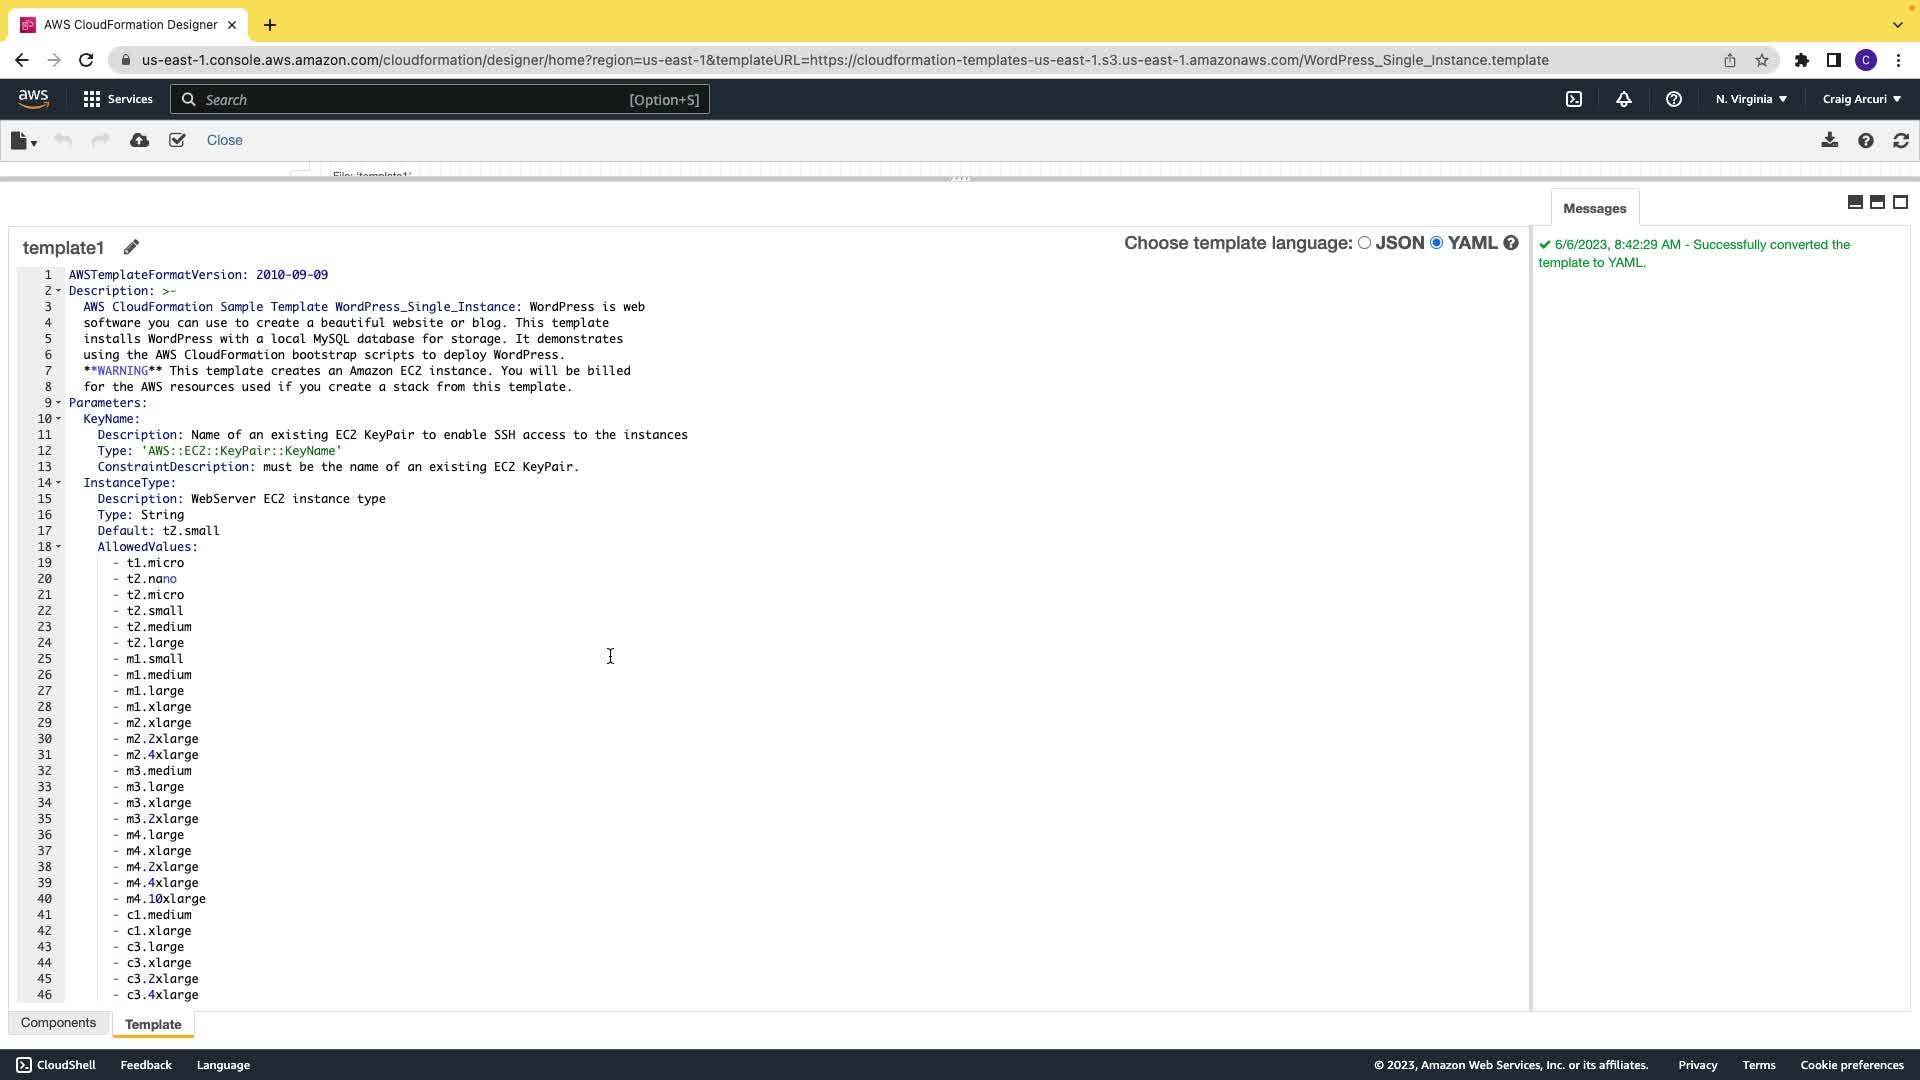 AWS CloudFormation Designer
us-east-1.console.aws.amazon.com/cloudformation/designer/home?region=us-east-1&templateURL=https://cloudformation-templates-us-east-1.s3.us-east-1.amazonaws.com/WordPress_Single_Instance.template
C
aws Services Search [Option+S] N. Virginia Craig Arcuri
Close
File: 'template1'
Messages
template1
Choose template language: JSON YAML
6/6/2023, 8:42:29 AM - Successfully converted the
template to YAML.
1 AWSTemplateFormatVersion: 2010-09-09
2 Description: >-
3 AWS CloudFormation Sample Template WordPress_Single_Instance: WordPress is web
4 software you can use to create a beautiful website or blog. This template
5 installs WordPress with a local MySQL database for storage. It demonstrates
6 using the AWS CloudFormation bootstrap scripts to deploy WordPress.
7 **WARNING** This template creates an Amazon EC2 instance. You will be billed
8 for the AWS resources used if you create a stack from this template.
9 Parameters:
10 KeyName:
11 Description: Name of an existing EC2 KeyPair to enable SSH access to the instances
12 Type: 'AWS::EC2::KeyPair::KeyName'
13 ConstraintDescription: must be the name of an existing EC2 KeyPair.
14 InstanceType:
15 Description: WebServer EC2 instance type
16 Type: String
17 Default: t2.small
18 AllowedValues:
19 - t1.micro
20 - t2.nano
21 - t2.micro
22 - t2.small
23 - t2.medium
24 - t2.large
25 - m1.small
26 - m1.medium
27 - m1.large
28 - m1.xlarge
29 - m2.xlarge
30 - m2.2xlarge
31 - m2.4xlarge
32 - m3.medium
33 - m3.large
34 - m3.xlarge
35 - m3.2xlarge
36 - m4.large
37 - m4.xlarge
38 - m4.2xlarge
39 - m4.4xlarge
40 - m4.10xlarge
41 - c1.medium
42 - c1.xlarge
43 - c3.large
44 - c3.xlarge
45 - c3.2xlarge
46 - c3.4xlarge
Components Template
CloudShell Feedback Language © 2023, Amazon Web Services, Inc. or its affiliates. Privacy Terms Cookie preferences